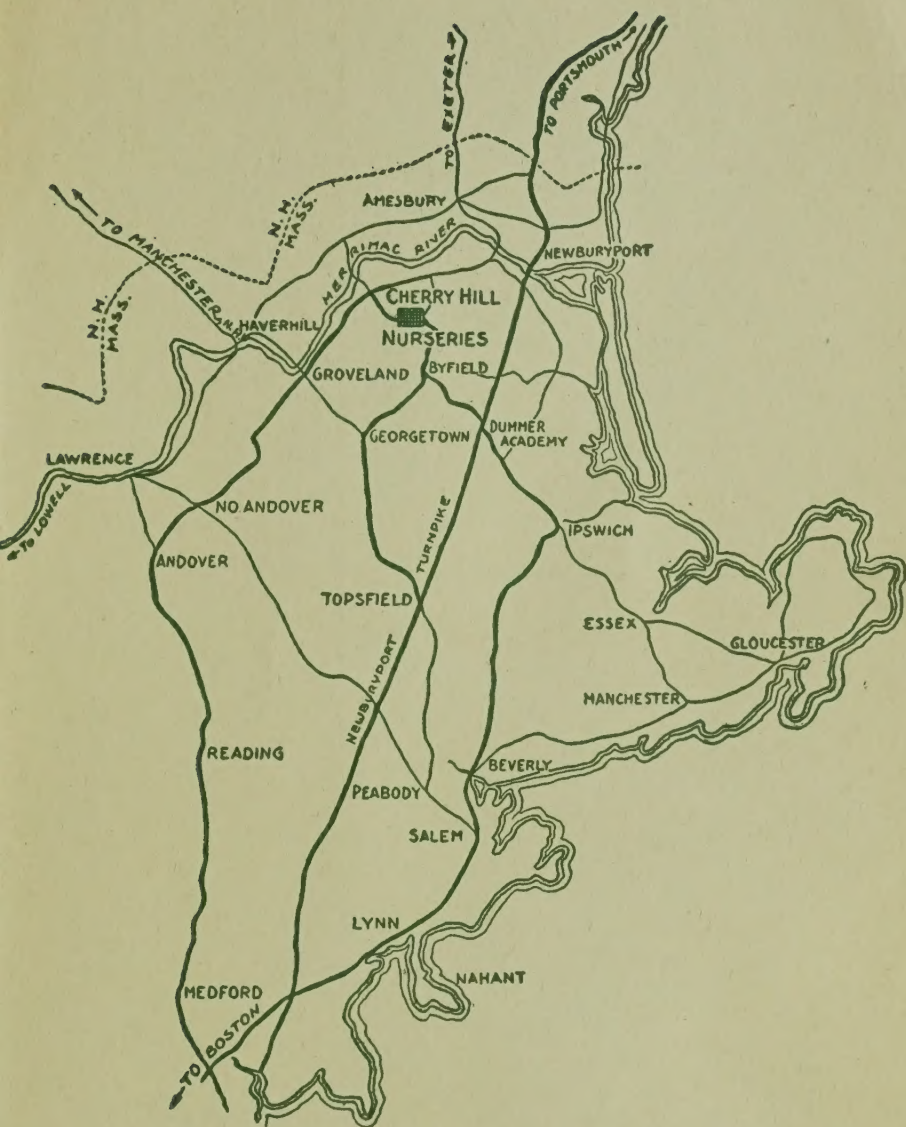 TO EXETER
TO PORTSMOUTH
N.H.
MASS.
AMESBURY
TO MANCHESTER, N.H.
MERRIMAC RIVER
NEWBURYPORT
N.H.
MASS.
HAVERHILL
CHERRY HILL
NURSERIES
GROVELAND
BYFIELD
GEORGETOWN
DUMMER
ACADEMY
LAWRENCE
TO LOWELL
NO. ANDOVER
ANDOVER
IPSWICH
TOPSFIELD
NEWBURYPORT TURNPIKE
ESSEX
GLOUCESTER
MANCHESTER
READING
BEVERLY
PEABODY
SALEM
LYNN
NAHANT
MEDFORD
TO BOSTON